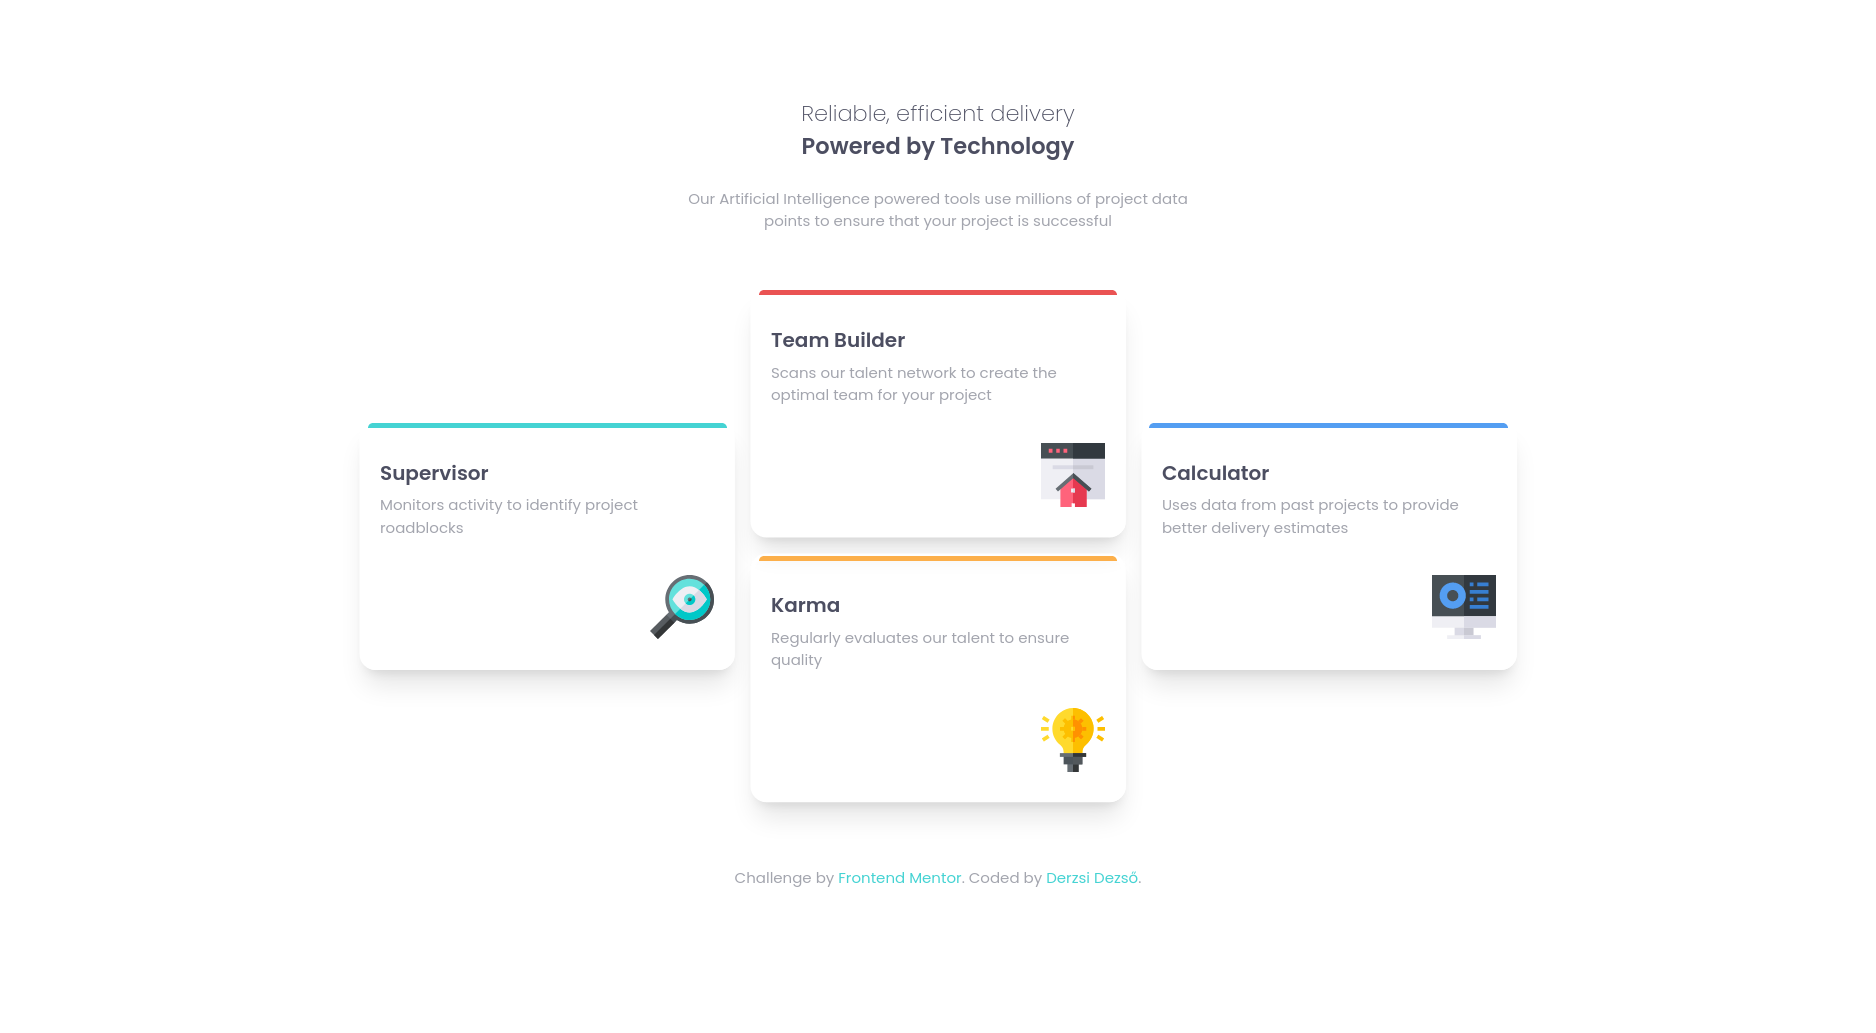 Reliable, efficient delivery
Powered by Technology
Our Artificial Intelligence powered tools use millions of project data
points to ensure that your project is successful
Supervisor
Monitors activity to identify project
roadblocks
Team Builder
Scans our talent network to create the
optimal team for your project
Karma
Regularly evaluates our talent to ensure
quality
Calculator
Uses data from past projects to provide
better delivery estimates
Challenge by Frontend Mentor. Coded by Derzsi Dezső.